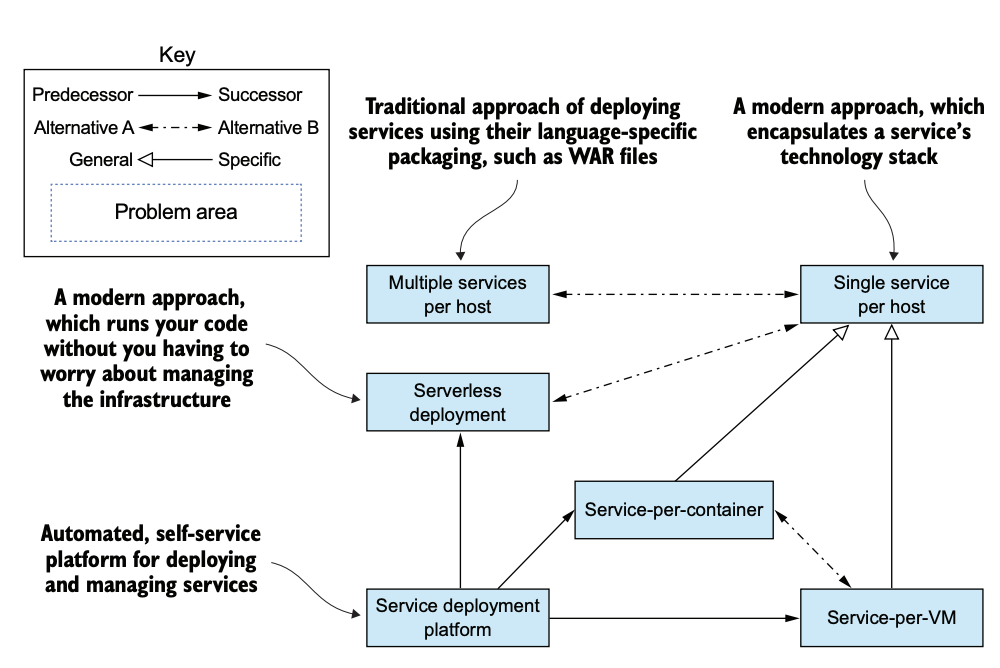 Key
Predecessor Successor
Alternative A Alternative B
General Specific
Problem area
Traditional approach of deploying
services using their language-specific
packaging, such as WAR files
A modern approach, which
encapsulates a service's
technology stack
Multiple services
per host
Single service
per host
A modern approach,
which runs your code
without you having to
worry about managing
the infrastructure
Serverless
deployment
Service-per-container
Automated, self-service
platform for deploying
and managing services
Service deployment
platform
Service-per-VM